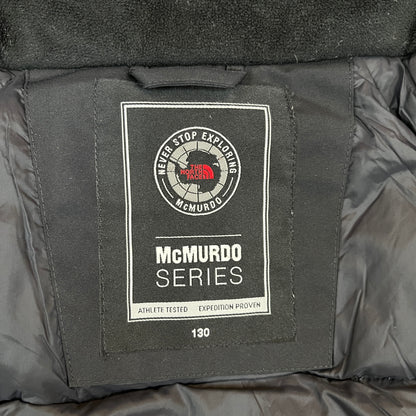 NEVER STOP EXPLORING
THE
NORTH
FACE
McMURDO
McMURDO
SERIES
ATHLETE TESTED EXPEDITION PROVEN
130